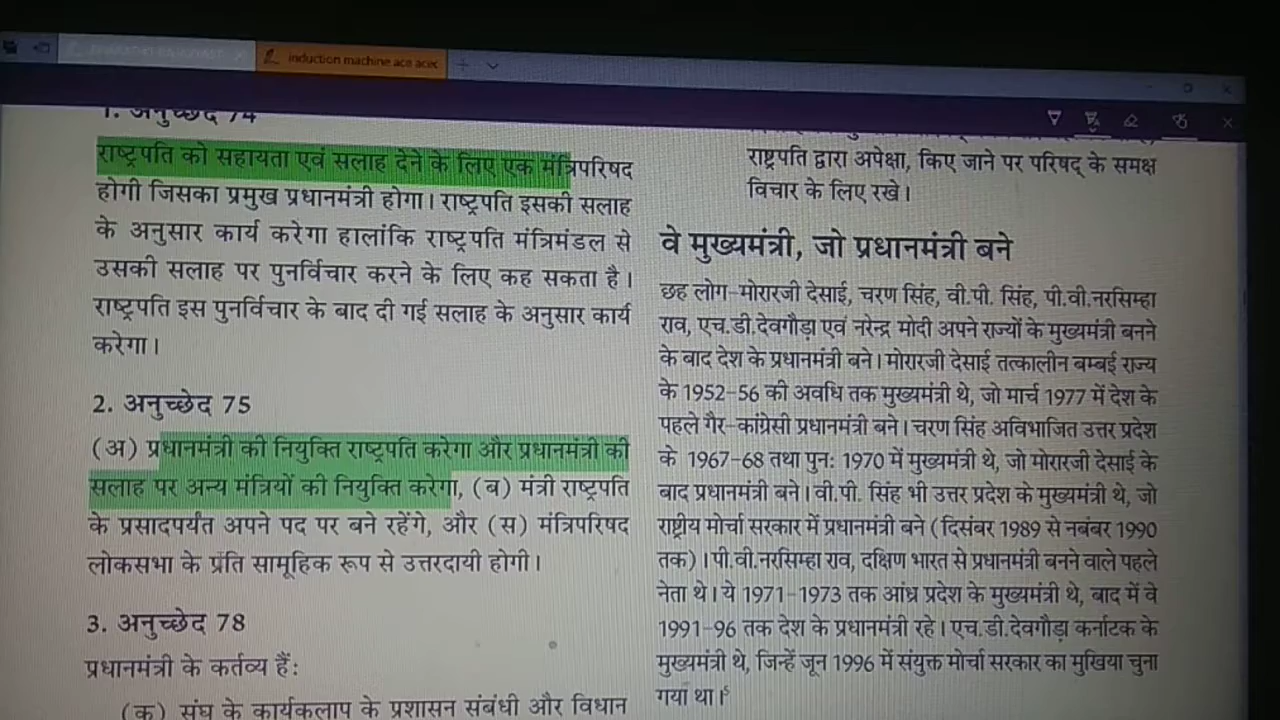 induction machine ace acec
1. अनुच्छेद 74
राष्ट्रपति को सहायता एवं सलाह देने के लिए एक मंत्रिपरिषद
होगी जिसका प्रमुख प्रधानमंत्री होगा। राष्ट्रपति इसकी सलाह
के अनुसार कार्य करेगा हालांकि राष्ट्रपति मंत्रिमंडल से
उसकी सलाह पर पुनर्विचार करने के लिए कह सकता है।
राष्ट्रपति इस पुनर्विचार के बाद दी गई सलाह के अनुसार कार्य
करेगा।
2. अनुच्छेद 75
(अ) प्रधानमंत्री की नियुक्ति राष्ट्रपति करेगा और प्रधानमंत्री की
सलाह पर अन्य मंत्रियों की नियुक्ति करेगा, (ब) मंत्री राष्ट्रपति
के प्रसादपर्यंत अपने पद पर बने रहेंगे, और (स) मंत्रिपरिषद
लोकसभा के प्रति सामूहिक रूप से उत्तरदायी होगी।
3. अनुच्छेद 78
प्रधानमंत्री के कर्तव्य हैं:
(क) संघ के कार्यकलाप के प्रशासन संबंधी और विधान
राष्ट्रपति द्वारा अपेक्षा, किए जाने पर परिषद् के समक्ष
विचार के लिए रखे।
वे मुख्यमंत्री, जो प्रधानमंत्री बने
छह लोग-मोरारजी देसाई, चरण सिंह, वी.पी. सिंह, पी.वी.नरसिम्हा
राव, एच.डी.देवगौड़ा एवं नरेन्द्र मोदी अपने राज्यों के मुख्यमंत्री बनने
के बाद देश के प्रधानमंत्री बने। मोरारजी देसाई तत्कालीन बम्बई राज्य
के 1952-56 की अवधि तक मुख्यमंत्री थे, जो मार्च 1977 में देश के
पहले गैर-कांग्रेसी प्रधानमंत्री बने। चरण सिंह अविभाजित उत्तर प्रदेश
के 1967-68 तथा पुन: 1970 में मुख्यमंत्री थे, जो मोरारजी देसाई के
बाद प्रधानमंत्री बने। वी.पी. सिंह भी उत्तर प्रदेश के मुख्यमंत्री थे, जो
राष्ट्रीय मोर्चा सरकार में प्रधानमंत्री बने (दिसंबर 1989 से नबंबर 1990
तक)। पी.वी.नरसिम्हा राव, दक्षिण भारत से प्रधानमंत्री बनने वाले पहले
नेता थे। ये 1971-1973 तक आंध्र प्रदेश के मुख्यमंत्री थे, बाद में वे
1991-96 तक देश के प्रधानमंत्री रहे। एच.डी.देवगौड़ा कर्नाटक के
मुख्यमंत्री थे, जिन्हें जून 1996 में संयुक्त मोर्चा सरकार का मुखिया चुना
गया था।⁵